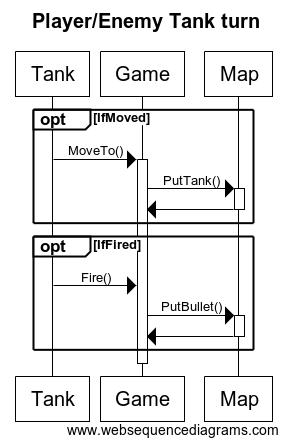 Player/Enemy Tank turn
Tank Game Map
opt [IfMoved]
MoveTo()
PutTank()
opt [IfFired]
Fire()
PutBullet()
Tank Game Map
www.websequencediagrams.com